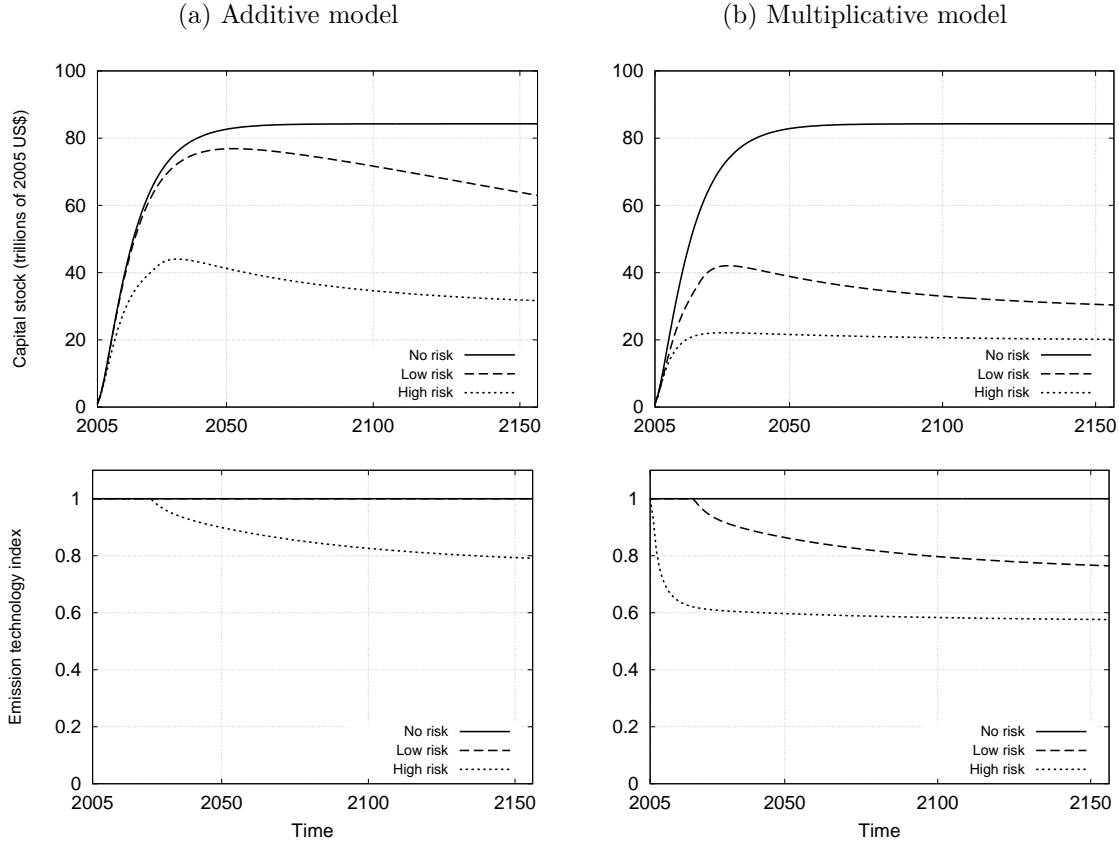 (a) Additive model
(b) Multiplicative model
Capital stock (trillions of 2005 US$)
100
80
60
40
20
0
2005 2050 2100 2150
No risk
Low risk
High risk
100
80
60
40
20
0
2005 2050 2100 2150
No risk
Low risk
High risk
Emission technology index
1
0.8
0.6
0.4
0.2
0
2005 2050 2100 2150
Time
No risk
Low risk
High risk
1
0.8
0.6
0.4
0.2
0
2005 2050 2100 2150
Time
No risk
Low risk
High risk